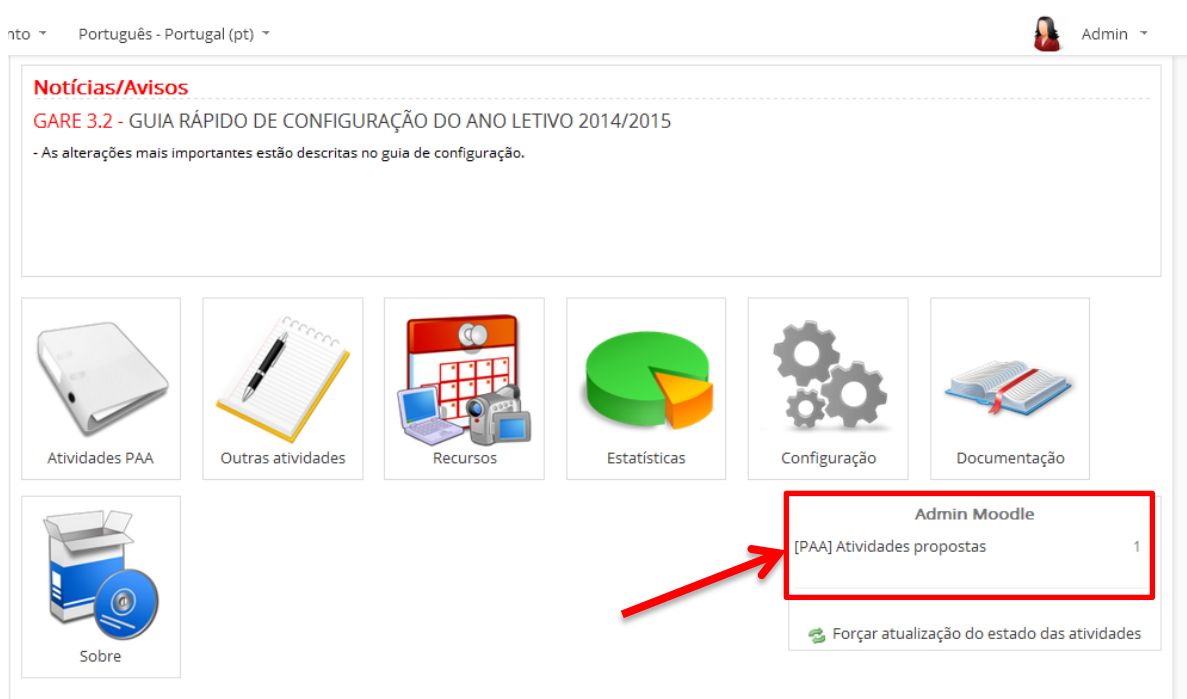 Português - Portugal (pt)
Admin
Notícias/Avisos
GARE 3.2 - GUIA RÁPIDO DE CONFIGURAÇÃO DO ANO LETIVO 2014/2015
- As alterações mais importantes estão descritas no guia de configuração.
Atividades PAA
Outras atividades
Recursos
Estatísticas
Configuração
Documentação
Sobre
Admin Moodle
[PAA] Atividades propostas 1
Forçar atualização do estado das atividades